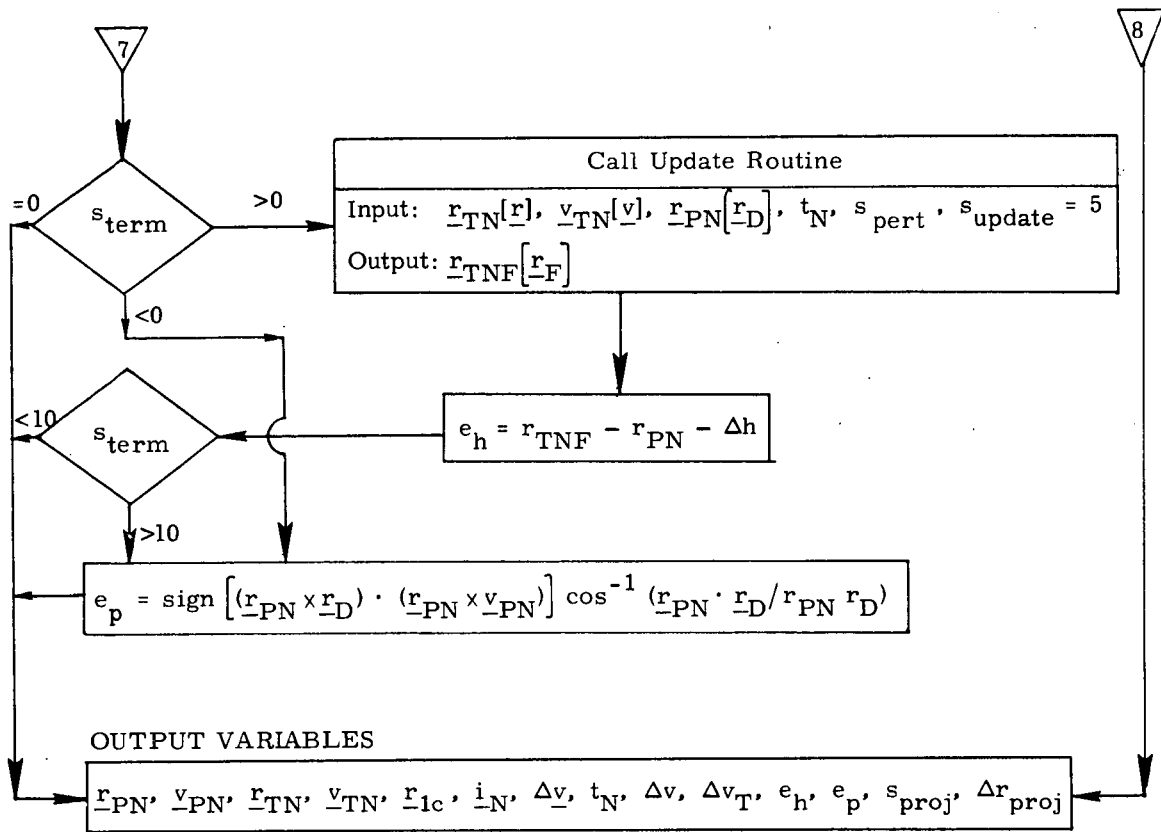 7
8
Call Update Routine
=0
s_term
>0
Input: r_TN[r], v_TN[v], r_PN[r_D], t_N, s_pert, s_update = 5
Output: r_TNF[r_F]
<0
<10
s_term
e_h = r_TNF − r_PN − Δh
>10
e_p = sign [(r_PN × r_D) · (r_PN × v_PN)] cos⁻¹ (r_PN · r_D/r_PN r_D)
OUTPUT VARIABLES
r_PN, v_PN, r_TN, v_TN, r_1c, i_N, Δv, t_N, Δv, Δv_T, e_h, e_p, s_proj, Δr_proj